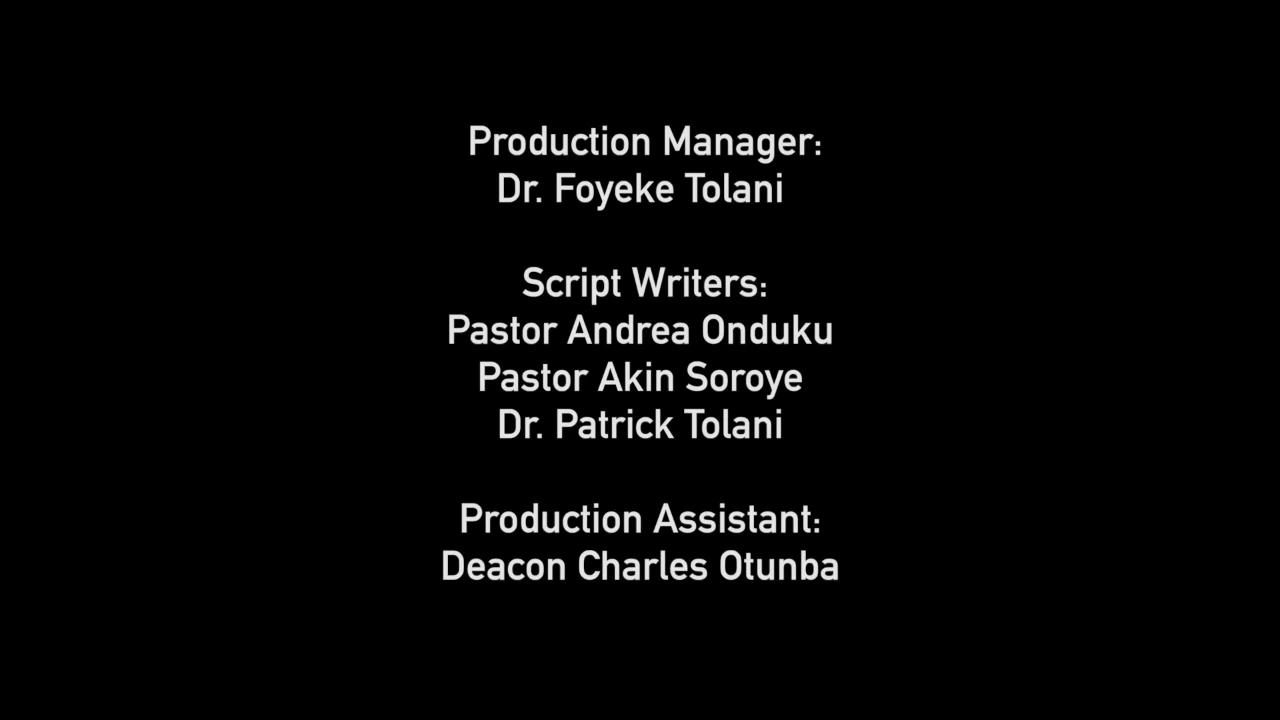 Production Manager:
Dr. Foyeke Tolani
Script Writers:
Pastor Andrea Onduku
Pastor Akin Soroye
Dr. Patrick Tolani
Production Assistant:
Deacon Charles Otunba